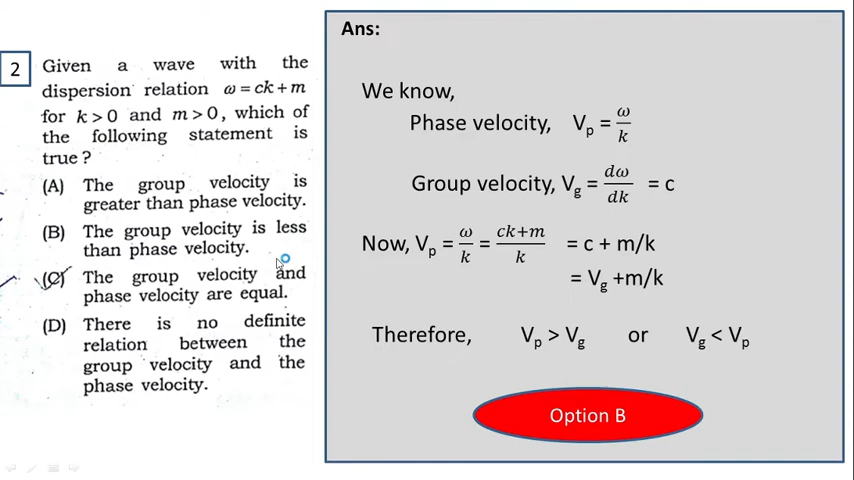 2
Given a wave with the
dispersion relation ω = ck + m
for k > 0 and m > 0, which of
the following statement is
true ?
(A) The group velocity is
greater than phase velocity.
(B) The group velocity is less
than phase velocity.
(C) The group velocity and
phase velocity are equal.
(D) There is no definite
relation between the
group velocity and the
phase velocity.
Ans:
We know,
Phase velocity, Vp = ω/k
Group velocity, Vg = dω/dk = c
Now, Vp = ω/k = ck+m/k = c + m/k
= Vg +m/k
Therefore, Vp > Vg or Vg < Vp
Option B